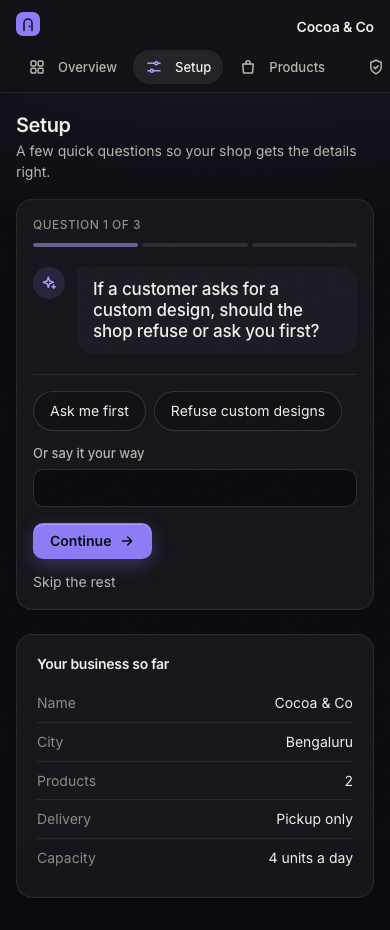 Cocoa & Co
Overview
Setup
Products
Setup
A few quick questions so your shop gets the details
right.
QUESTION 1 OF 3
If a customer asks for a
custom design, should the
shop refuse or ask you first?
Ask me first
Refuse custom designs
Or say it your way
Continue →
Skip the rest
Your business so far
Name Cocoa & Co
City Bengaluru
Products 2
Delivery Pickup only
Capacity 4 units a day